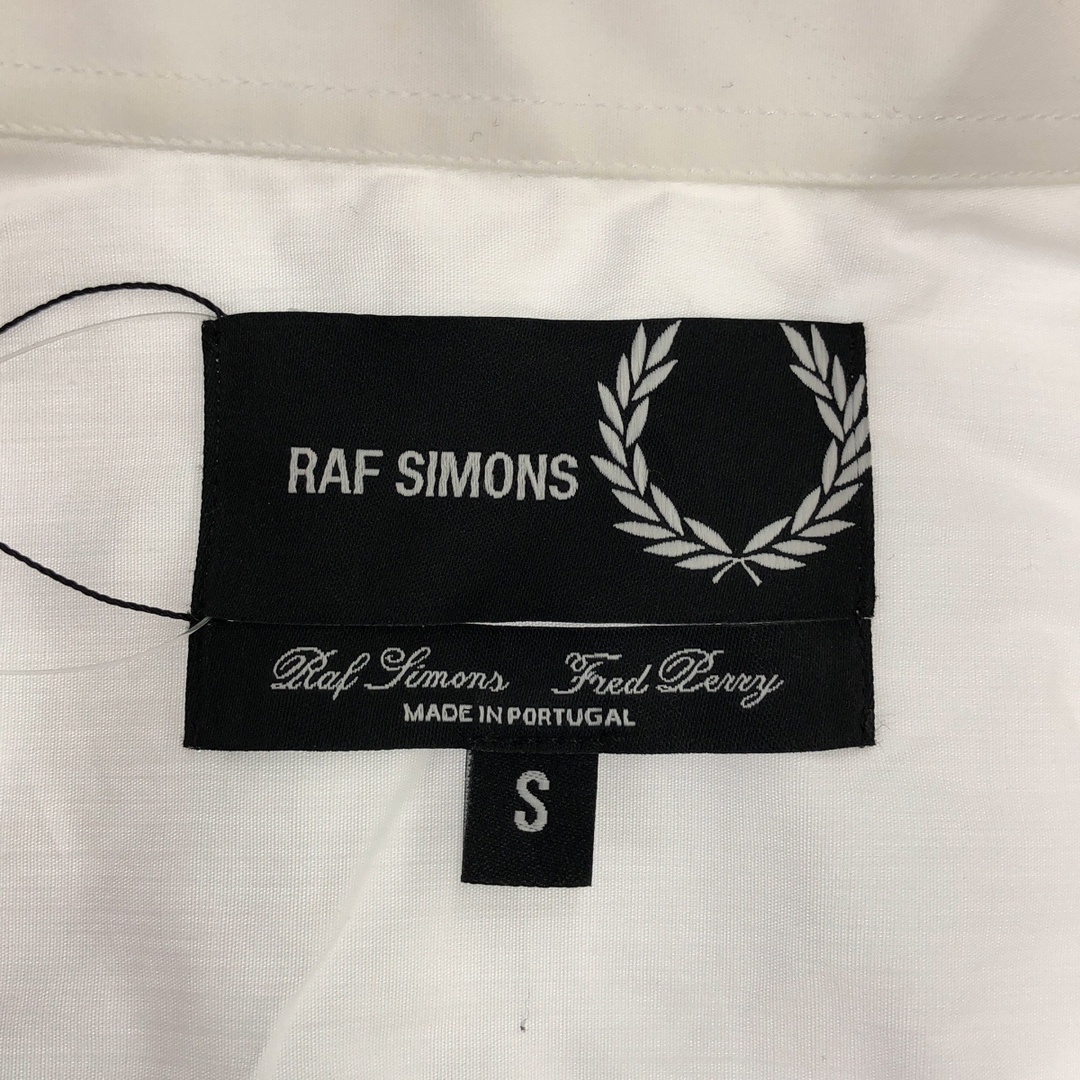 RAF SIMONS
Raf Simons Fred Perry
MADE IN PORTUGAL
S